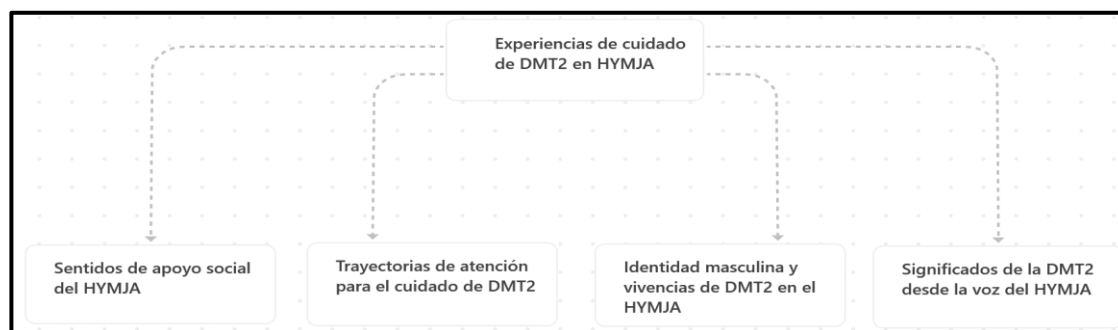 Experiencias de cuidado
de DMT2 en HYMJA
Sentidos de apoyo social
del HYMJA
Trayectorias de atención
para el cuidado de DMT2
Identidad masculina y
vivencias de DMT2 en el
HYMJA
Significados de la DMT2
desde la voz del HYMJA